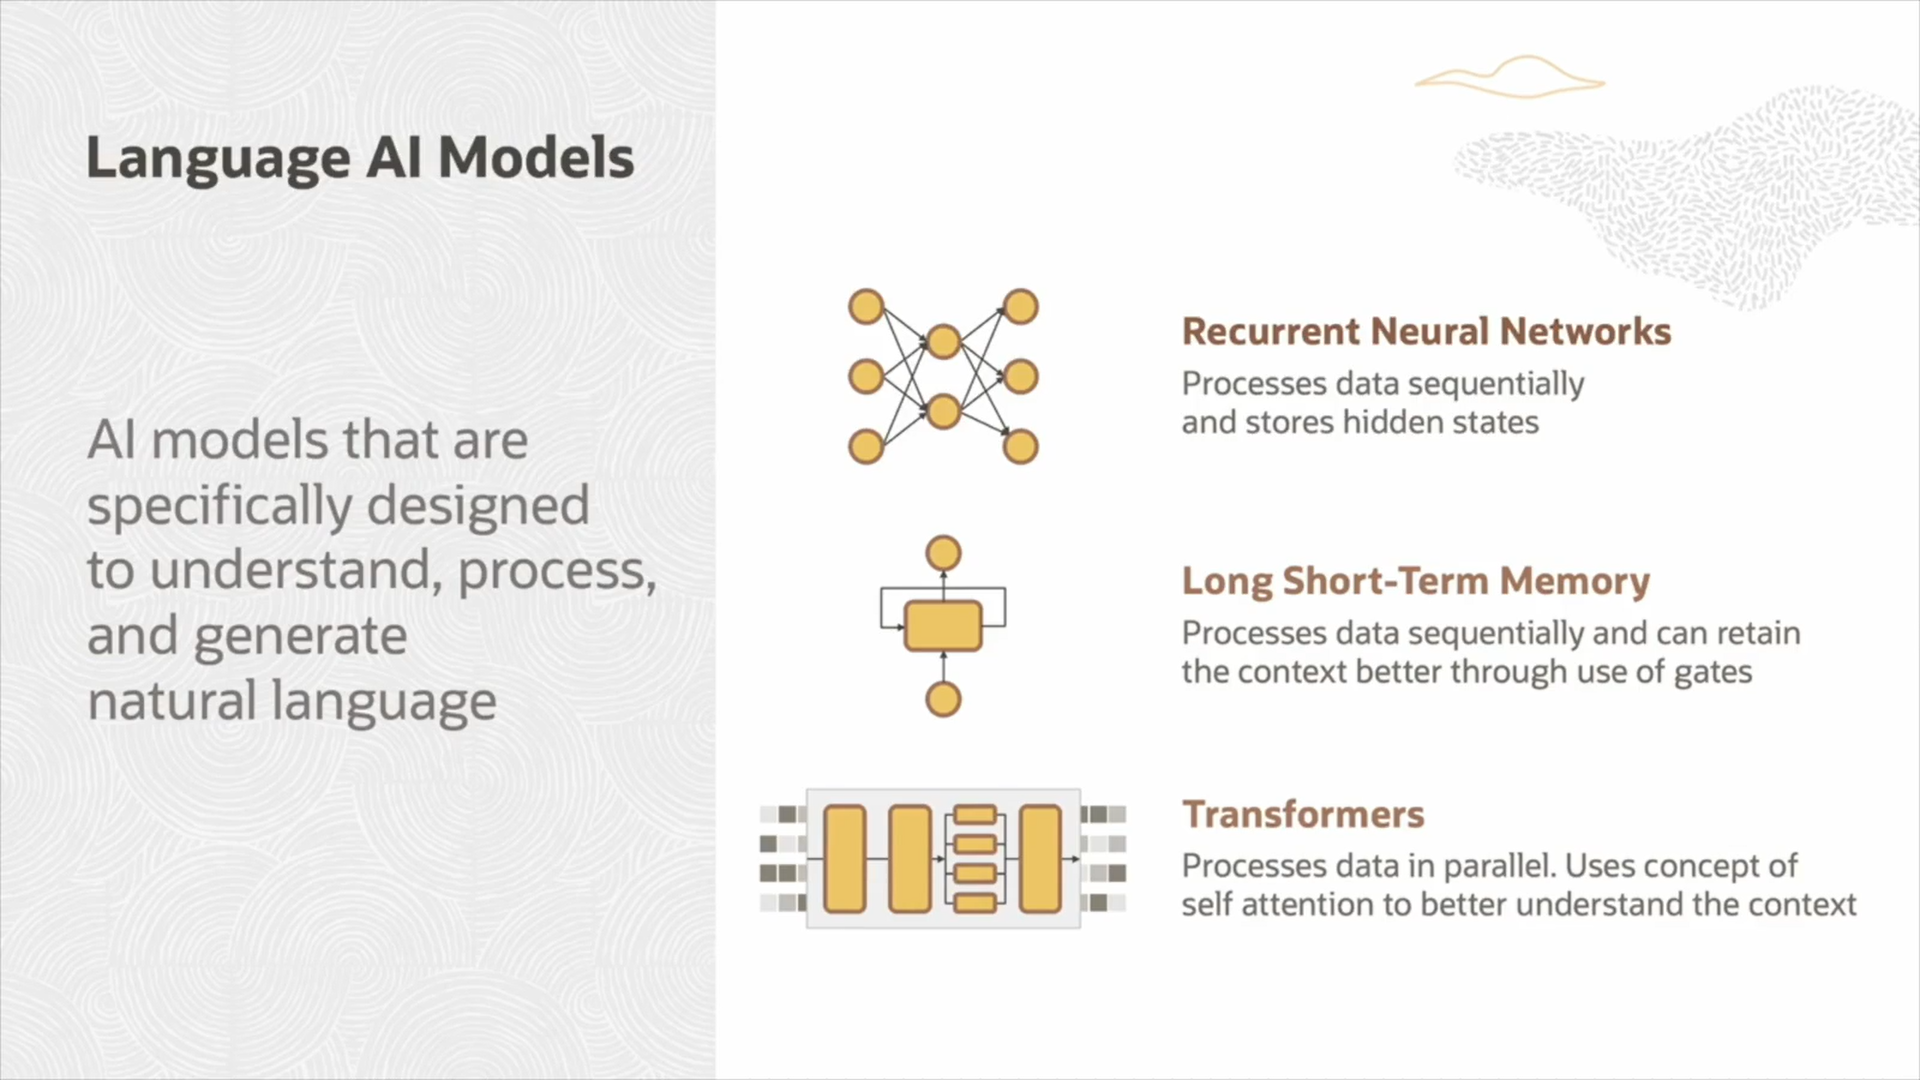 Language AI Models
AI models that are
specifically designed
to understand, process,
and generate
natural language
Recurrent Neural Networks
Processes data sequentially
and stores hidden states
Long Short-Term Memory
Processes data sequentially and can retain
the context better through use of gates
Transformers
Processes data in parallel. Uses concept of
self attention to better understand the context